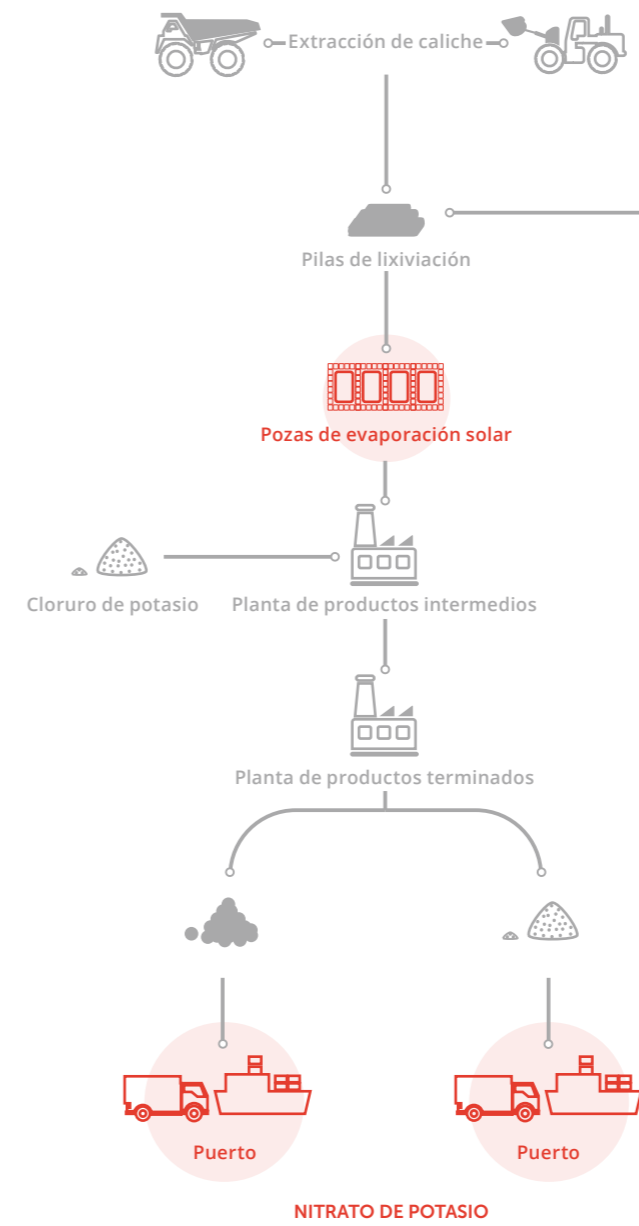 Extracción de caliche
Pilas de lixiviación
Pozas de evaporación solar
Cloruro de potasio
Planta de productos intermedios
Planta de productos terminados
Puerto
Puerto
NITRATO DE POTASIO